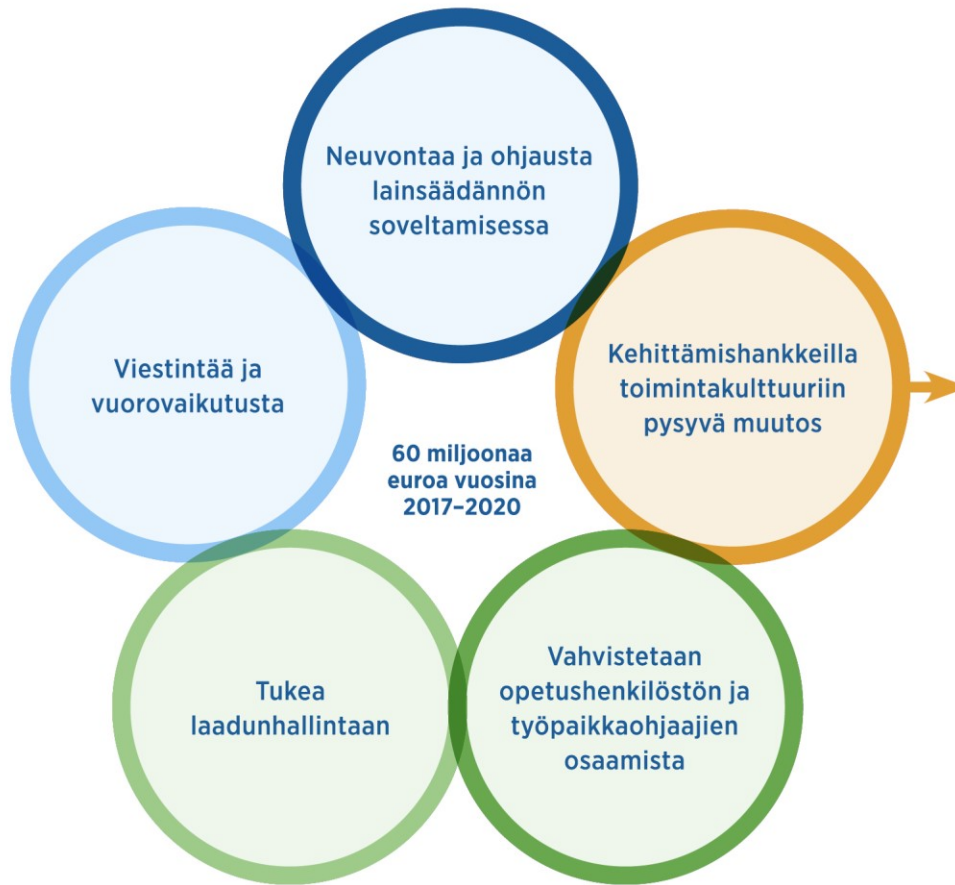 Neuvontaa ja ohjausta
lainsäädännön
soveltamisessa
Viestintää ja
vuorovaikutusta
Kehittämishankkeilla
toimintakulttuuriin
pysyvä muutos
60 miljoonaa
euroa vuosina
2017–2020
Tukea
laadunhallintaan
Vahvistetaan
opetushenkilöstön ja
työpaikkaohjaajien
osaamista